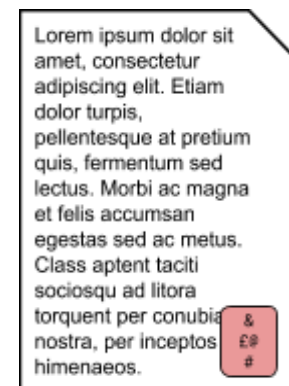 Lorem ipsum dolor sit
amet, consectetur
adipiscing elit. Etiam
dolor turpis,
pellentesque at pretium
quis, fermentum sed
lectus. Morbi ac magna
et felis accumsan
egestas sed ac metus.
Class aptent taciti
sociosqu ad litora
torquent per conubia
nostra, per inceptos
himenaeos.
&
£@
#